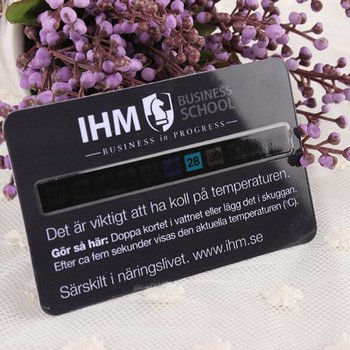 IHM BUSINESS SCHOOL
BUSINESS in PROGRESS
26 28 30
Det är viktigt att ha koll på temperaturen.
Gör så här: Doppa kortet i vattnet eller lägg det i skuggan.
Efter ca fem sekunder visas den aktuella temperaturen (°C).
Särskilt i näringslivet. www.ihm.se